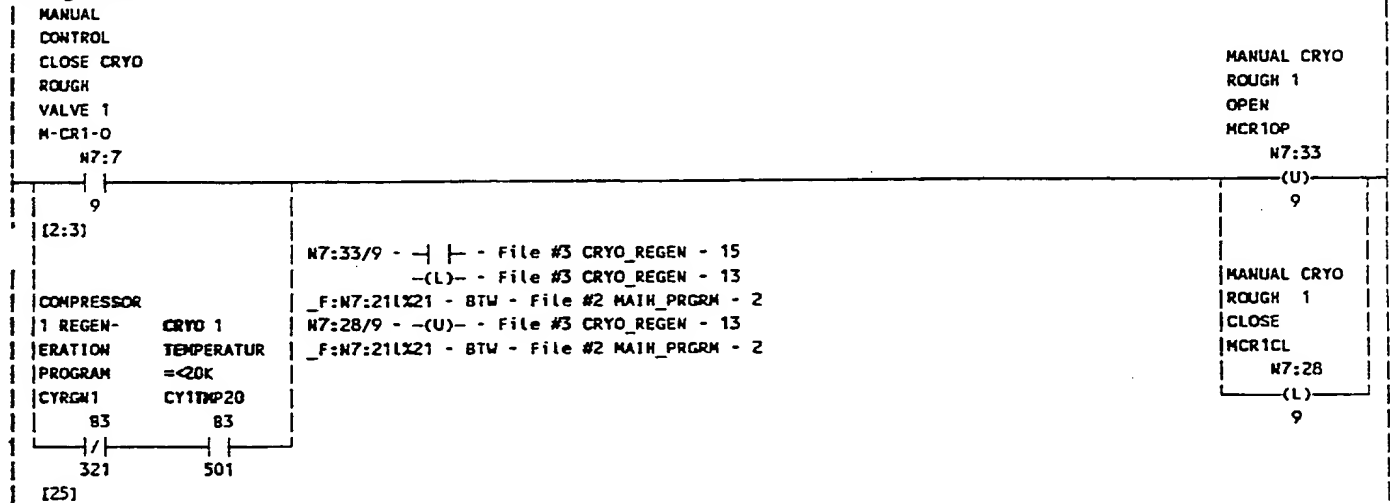 MANUAL
CONTROL
CLOSE CRYO
ROUGH
VALVE 1
M-CR1-O
N7:7
9
[2:3]
MANUAL CRYO
ROUGH 1
OPEN
MCR1OP
N7:33
(U)
9
N7:33/9 - -| |- - File #3 CRYO_REGEN - 15
-(L)- - File #3 CRYO_REGEN - 13
_F:N7:21[%21 - BTW - File #2 MAIN_PRGRM - 2
N7:28/9 - -(U)- - File #3 CRYO_REGEN - 13
_F:N7:21[%21 - BTW - File #2 MAIN_PRGRM - 2
COMPRESSOR
1 REGEN-
ERATION
PROGRAM
CYRGN1
B3
/
321
[25]
CRYO 1
TEMPERATUR
=<20K
CY1TMP20
B3
501
MANUAL CRYO
ROUGH 1
CLOSE
MCR1CL
N7:28
(L)
9